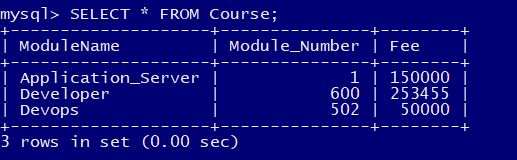 mysql> SELECT * FROM Course;
+--------------------+---------------+--------+
| ModuleName         | Module_Number | Fee    |
+--------------------+---------------+--------+
| Application_Server |             1 | 150000 |
| Developer          |           600 | 253455 |
| Devops             |           502 |  50000 |
+--------------------+---------------+--------+
3 rows in set (0.00 sec)